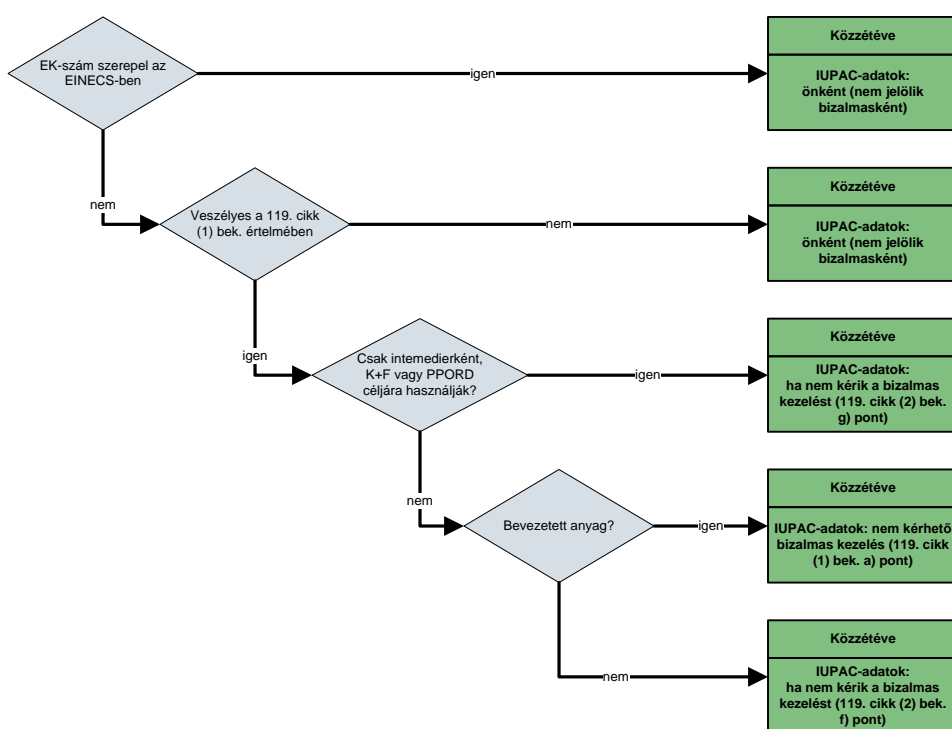 EK-szám szerepel az
EINECS-ben
igen
Közzétéve
IUPAC-adatok:
önként (nem jelölik
bizalmasként)
nem
Veszélyes a 119. cikk
(1) bek. értelmében
nem
Közzétéve
IUPAC-adatok:
önként (nem jelölik
bizalmasként)
igen
Csak intemedierként,
K+F vagy PPORD
céljára használják?
igen
Közzétéve
IUPAC-adatok:
ha nem kérik a bizalmas
kezelést (119. cikk (2) bek.
g) pont)
nem
Bevezetett anyag?
igen
Közzétéve
IUPAC-adatok: nem kérhető
bizalmas kezelés (119. cikk
(1) bek. a) pont)
nem
Közzétéve
IUPAC-adatok:
ha nem kérik a bizalmas
kezelést (119. cikk (2) bek.
f) pont)